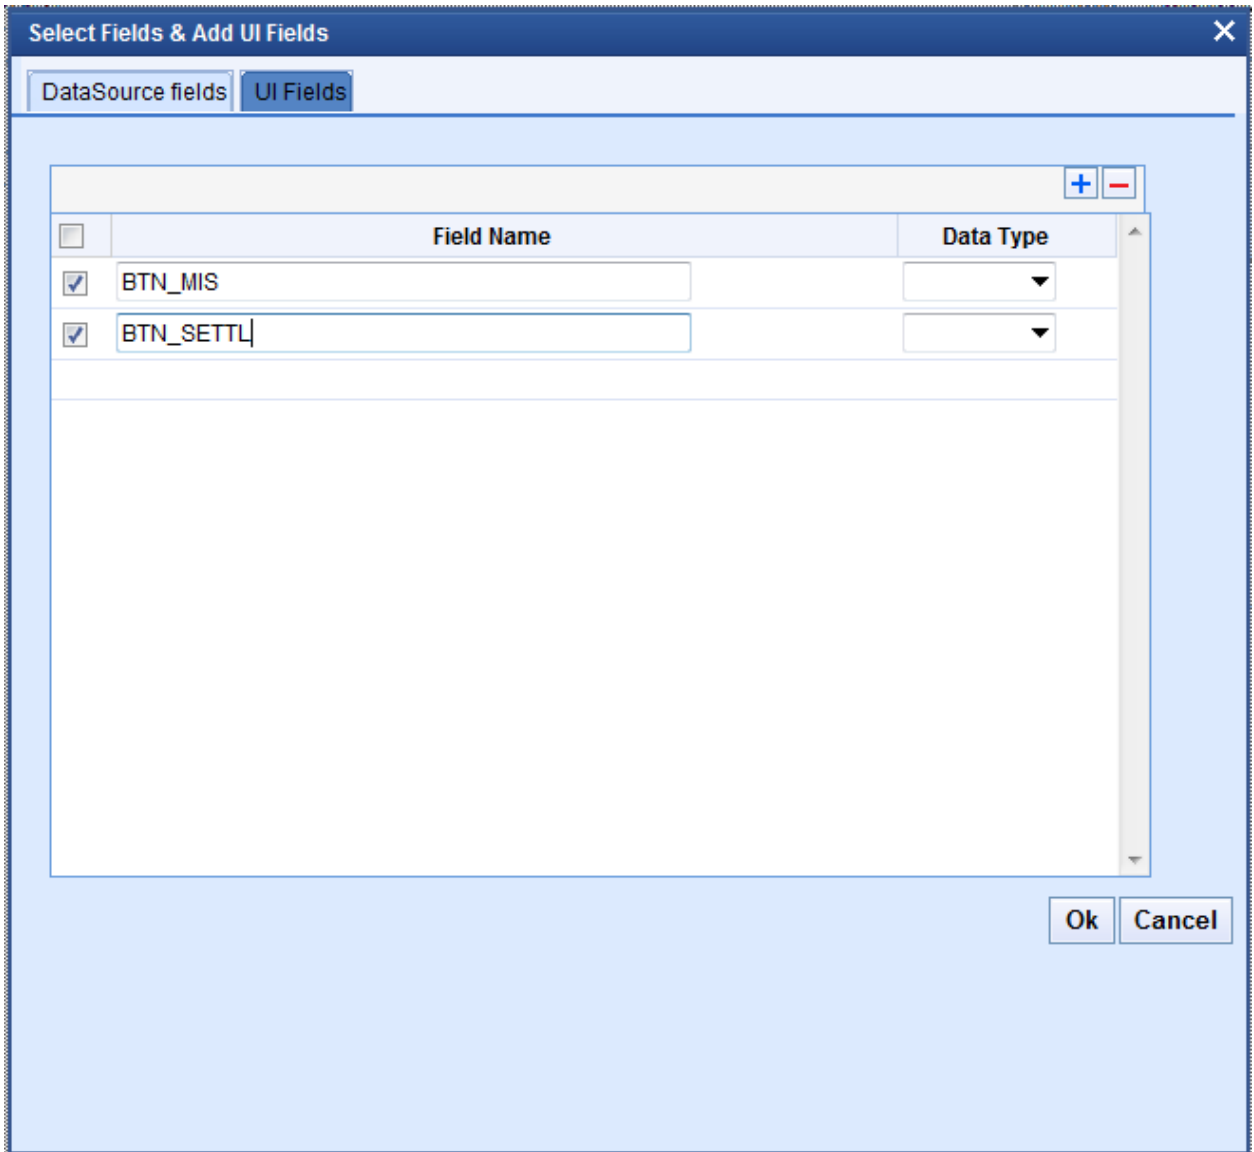 Select Fields & Add UI Fields
DataSource fields UI Fields
Field Name Data Type
BTN_MIS
BTN_SETTL
Ok Cancel